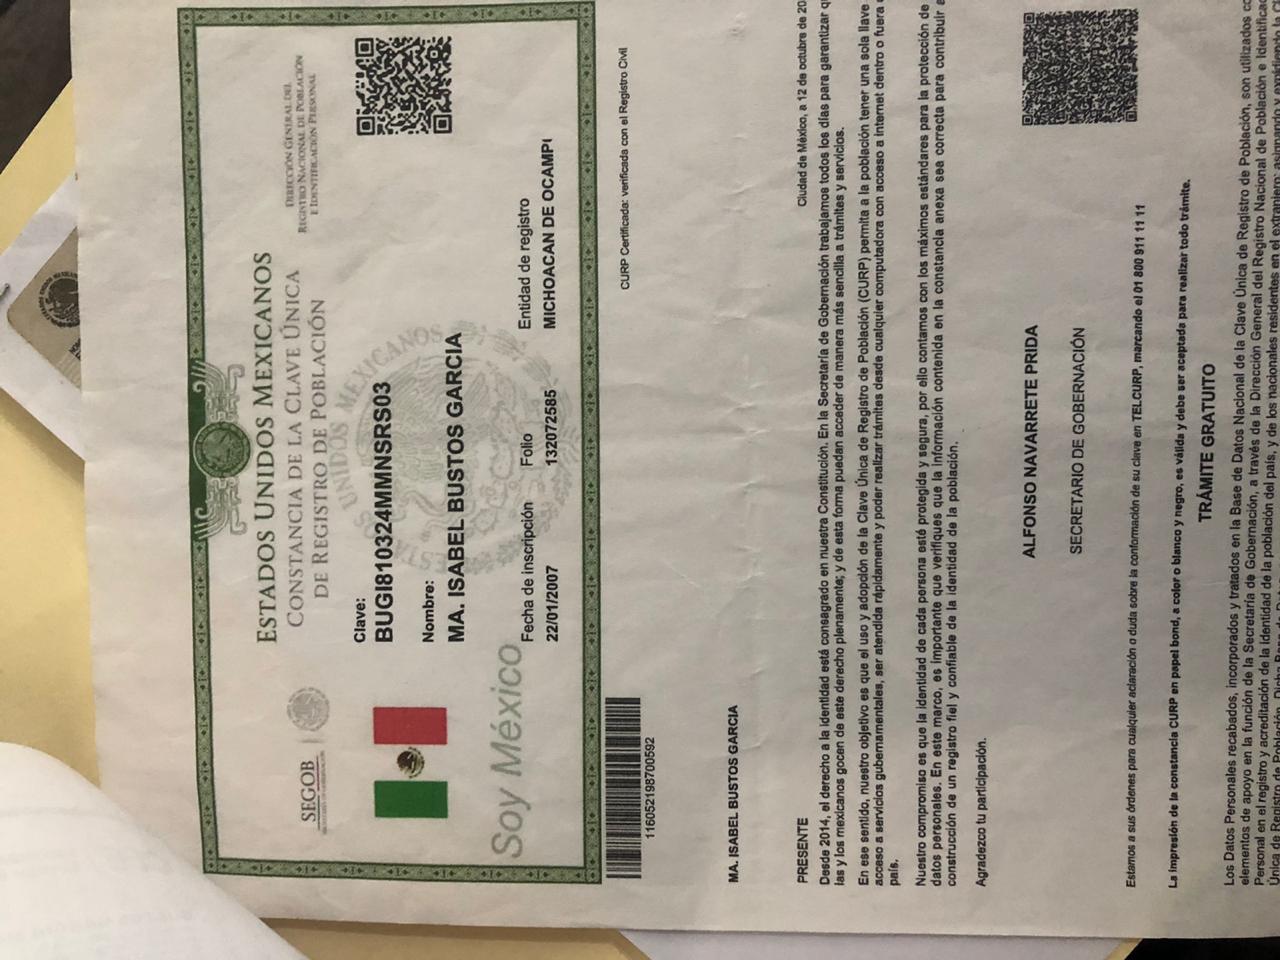 ESTADOS UNIDOS MEXICANOS
CONSTANCIA DE LA CLAVE ÚNICA
DE REGISTRO DE POBLACIÓN
SEGOB
DIRECCIÓN GENERAL DEL
REGISTRO NACIONAL DE POBLACIÓN
E IDENTIFICACIÓN PERSONAL
Clave:
BUGI810324MMNSRS03
Nombre:
MA. ISABEL BUSTOS GARCIA
Soy México
Fecha de inscripción Folio Entidad de registro
22/01/2007 132072585 MICHOACAN DE OCAMPI
ESTADOS UNIDOS MEXICANOS
116052198700592
CURP Certificada: verificada con el Registro Civil
MA. ISABEL BUSTOS GARCIA
PRESENTE
Ciudad de México, a 12 de octubre de 20
Desde 2014, el derecho a la identidad está consagrado en nuestra Constitución. En la Secretaría de Gobernación trabajamos todos los días para garantizar
las y los mexicanos gocen de este derecho plenamente; y de esta forma puedan acceder de manera más sencilla a trámites y servicios.
En ese sentido, nuestro objetivo es que el uso y adopción de la Clave Única de Registro de Población (CURP) permita a la población tener una sola llave
acceso a servicios gubernamentales, ser atendida rápidamente y poder realizar trámites desde cualquier computadora con acceso a internet dentro o fuera
país.
Nuestro compromiso es que la identidad de cada persona esté protegida y segura, por ello contamos con los máximos estándares para la protección de
datos personales. En este marco, es importante que verifiques que la información contenida en la constancia anexa sea correcta para contribuir a
construcción de un registro fiel y confiable de la identidad de la población.
Agradezco tu participación.
ALFONSO NAVARRETE PRIDA
SECRETARIO DE GOBERNACIÓN
Estamos a sus órdenes para cualquier aclaración o duda sobre la conformación de su clave en TELCURP, marcando el 01 800 911 11 11
La impresión de la constancia CURP en papel bond, a color o blanco y negro, es válida y debe ser aceptada para realizar todo trámite.
TRÁMITE GRATUITO
Los Datos Personales recabados, incorporados y tratados en la Base de Datos Nacional de la Clave Única de Registro de Población, son utilizados
elementos de apoyo en la función de la Secretaría de Gobernación, a través de la Dirección General del Registro Nacional de Población e Identificac
Personal en el registro y acreditación de la identidad de la población del país, y de los nacionales residentes en el extranjero;
Única de Registro de Población.